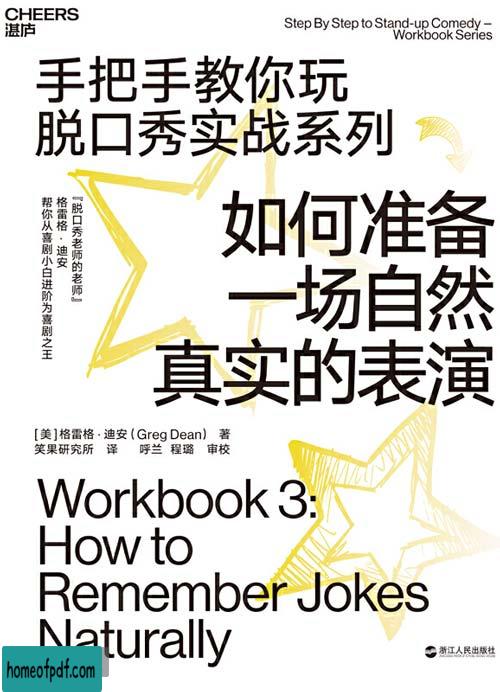 CHEERS
湛庐
Step By Step to Stand-up Comedy –
Workbook Series
手把手教你玩
脱口秀实战系列
『脱口秀老师的老师』
格雷格·迪安
帮你从喜剧小白进阶为喜剧之王
如何准备
一场自然
真实的表演
[美]格雷格·迪安(Greg Dean) 著
笑果研究所 译 呼兰 程璐 审校
Workbook 3:
How to
Remember Jokes
Naturally
homeofpdf.com
浙江人民出版社